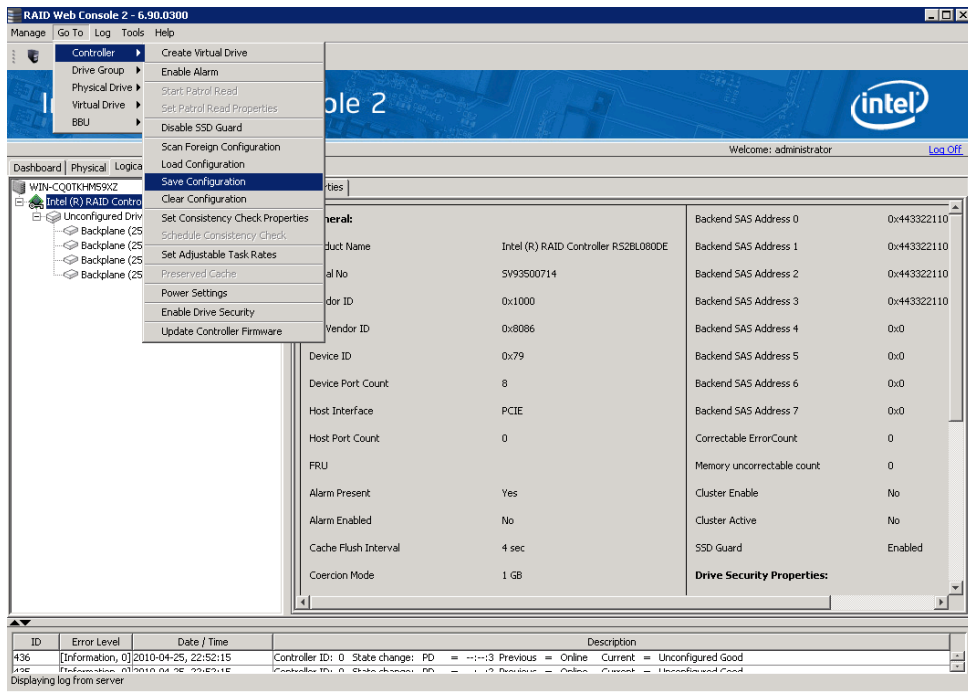 RAID Web Console 2 - 6.90.0300
Manage Go To Log Tools Help
Controller
Drive Group
Physical Drive
Virtual Drive
BBU
Create Virtual Drive
Enable Alarm
Start Patrol Read
Set Patrol Read Properties
Disable SSD Guard
Scan Foreign Configuration
Load Configuration
Save Configuration
Clear Configuration
Set Consistency Check Properties
Schedule Consistency Check
Set Adjustable Task Rates
Preserved Cache
Power Settings
Enable Drive Security
Update Controller Firmware
ole 2
intel
Welcome: administrator
Log Off
Dashboard Physical Logica
rties
WIN-CQ0TKHM59XZ
Intel (R) RAID Contro
Unconfigured Driv
Backplane (25
Backplane (25
Backplane (25
Backplane (25
neral: Backend SAS Address 0 0x443322110
duct Name Intel (R) RAID Controller RS2BL080DE Backend SAS Address 1 0x443322110
al No SV93500714 Backend SAS Address 2 0x443322110
dor ID 0x1000 Backend SAS Address 3 0x443322110
Vendor ID 0x8086 Backend SAS Address 4 0x0
Device ID 0x79 Backend SAS Address 5 0x0
Device Port Count 8 Backend SAS Address 6 0x0
Host Interface PCIE Backend SAS Address 7 0x0
Host Port Count 0 Correctable ErrorCount 0
FRU Memory uncorrectable count 0
Alarm Present Yes Cluster Enable No
Alarm Enabled No Cluster Active No
Cache Flush Interval 4 sec SSD Guard Enabled
Coercion Mode 1 GB Drive Security Properties:
ID Error Level Date / Time Description
436 [Information, 0] 2010-04-25, 22:52:15 Controller ID: 0 State change: PD = --:--:3 Previous = Online Current = Unconfigured Good
Displaying log from server